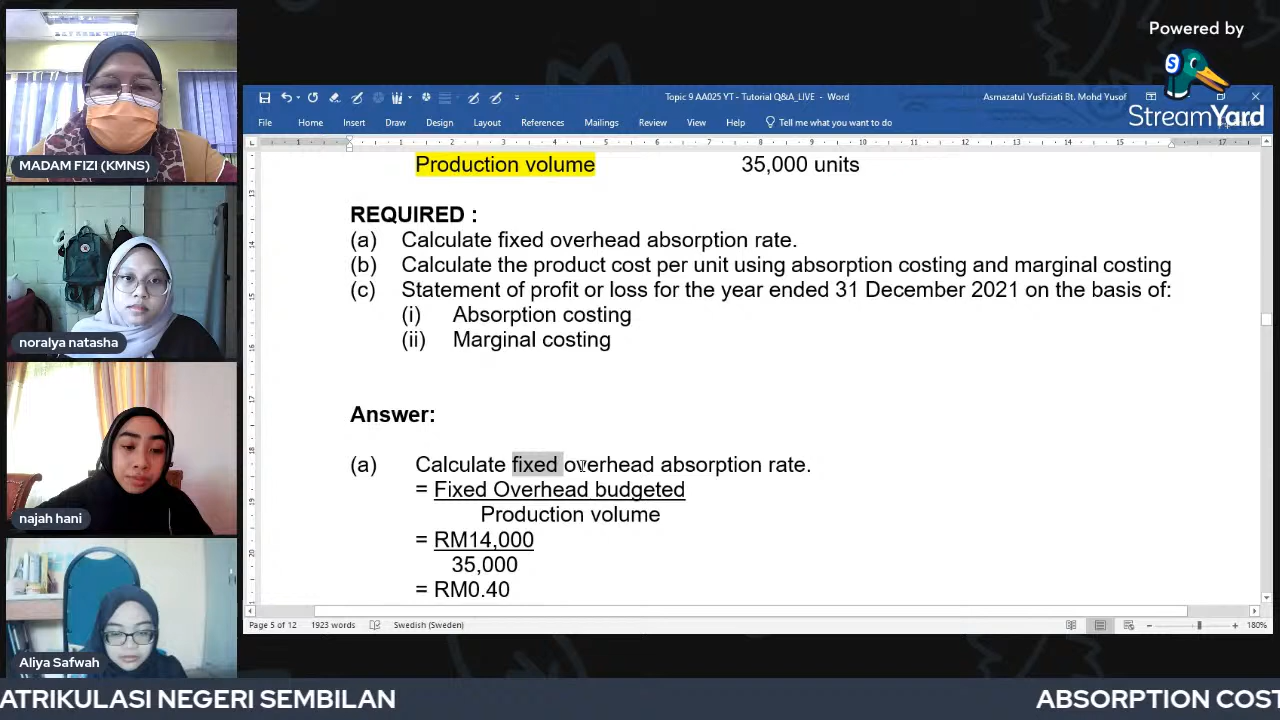 Powered by
StreamYard
MADAM FIZI (KMNS)
noralya natasha
najah hani
Aliya Safwah
Topic 9 AA025 YT - Tutorial Q&A_LIVE - Word
Asmazatul Yusfiziati Bt. Mohd Yusof
File Home Insert Draw Design Layout References Mailings Review View Help Tell me what you want to do
Production volume 35,000 units
REQUIRED :
(a) Calculate fixed overhead absorption rate.
(b) Calculate the product cost per unit using absorption costing and marginal costing
(c) Statement of profit or loss for the year ended 31 December 2021 on the basis of:
(i) Absorption costing
(ii) Marginal costing
Answer:
(a) Calculate fixed overhead absorption rate.
= Fixed Overhead budgeted
Production volume
= RM14,000
35,000
= RM0.40
Page 5 of 12 1923 words Swedish (Sweden) 180%
ATRIKULASI NEGERI SEMBILAN ABSORPTION COST